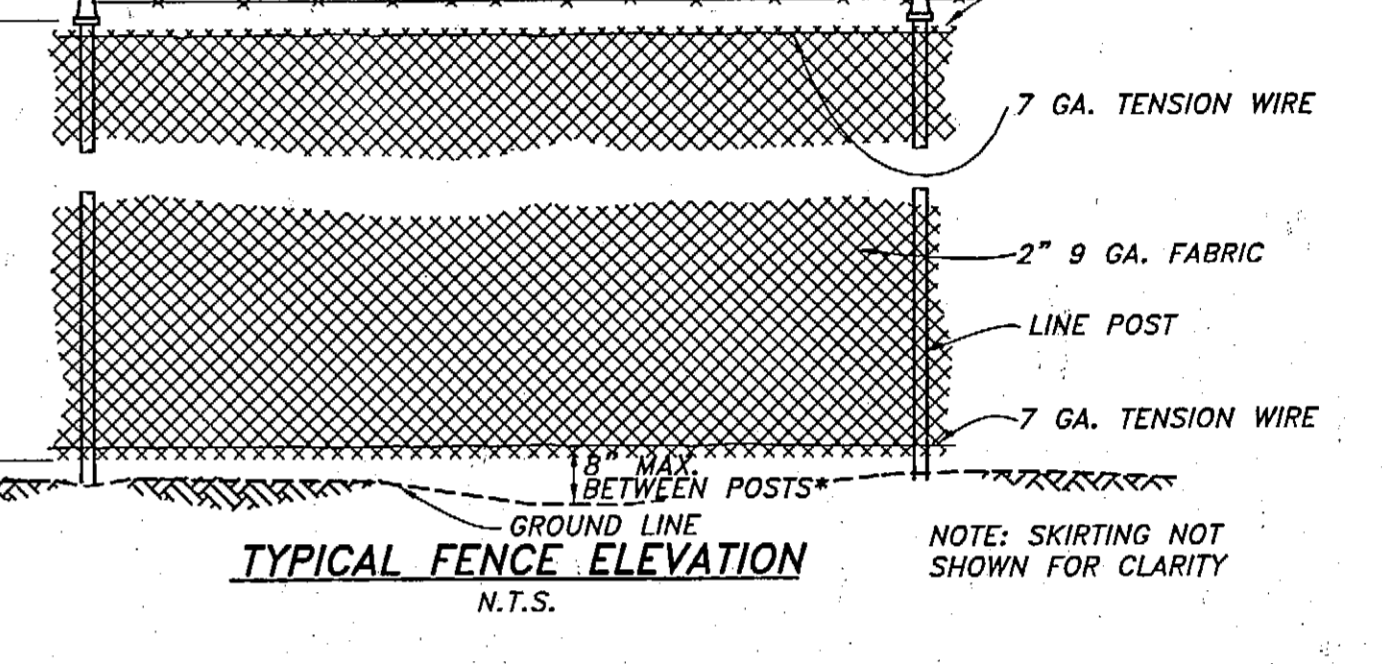 7 GA. TENSION WIRE
2" 9 GA. FABRIC
LINE POST
7 GA. TENSION WIRE
8" MAX.
BETWEEN POSTS*
GROUND LINE
TYPICAL FENCE ELEVATION
N.T.S.
NOTE: SKIRTING NOT
SHOWN FOR CLARITY